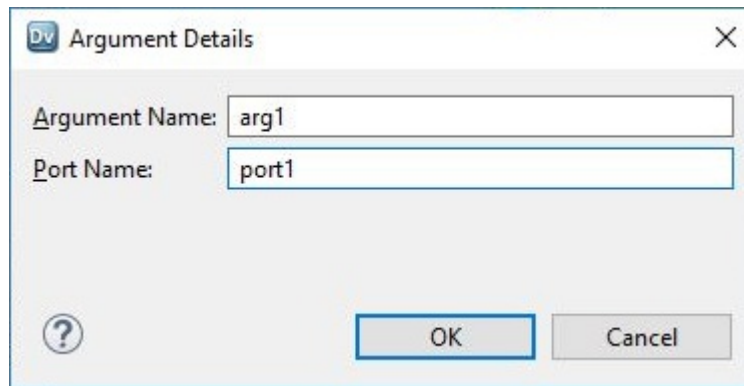 Dv Argument Details
Argument Name: arg1
Port Name: port1
?
OK Cancel